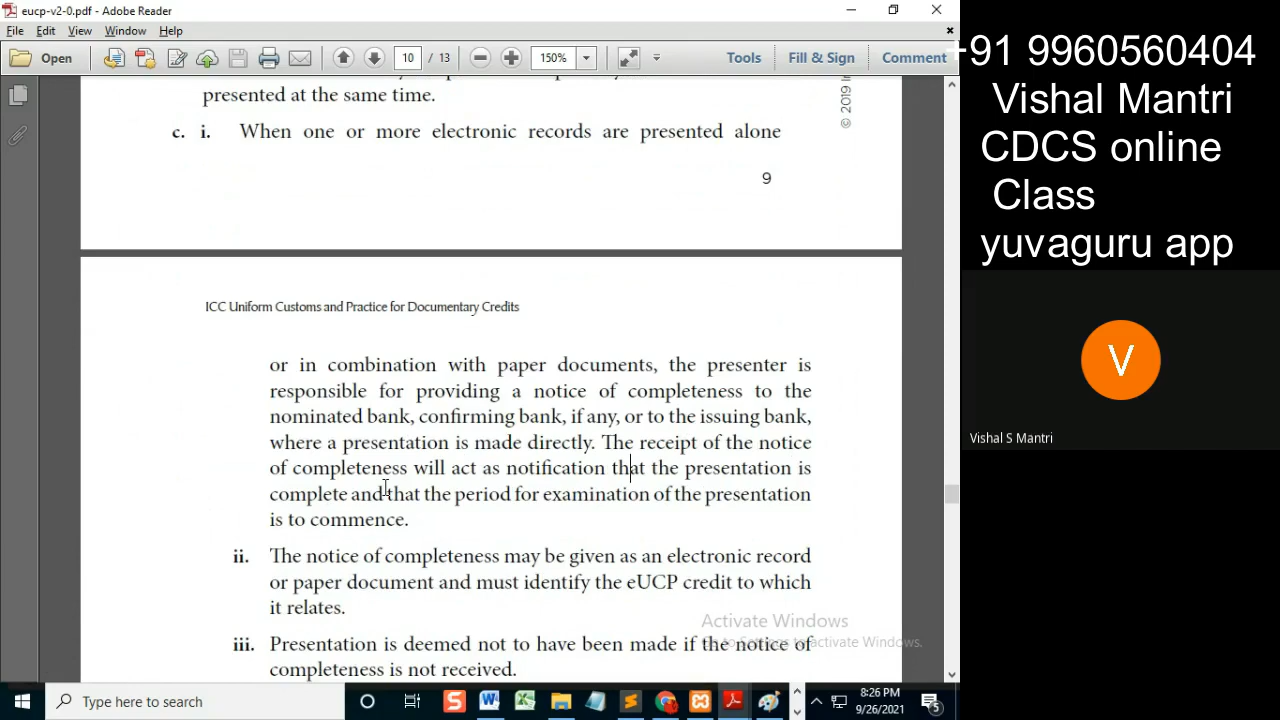 eucp-v2-0.pdf - Adobe Reader
File Edit View Window Help
Open 10 / 13 150% Tools Fill & Sign Comment
presented at the same time.
c. i. When one or more electronic records are presented alone
9
ICC Uniform Customs and Practice for Documentary Credits
or in combination with paper documents, the presenter is
responsible for providing a notice of completeness to the
nominated bank, confirming bank, if any, or to the issuing bank,
where a presentation is made directly. The receipt of the notice
of completeness will act as notification that the presentation is
complete and that the period for examination of the presentation
is to commence.
ii. The notice of completeness may be given as an electronic record
or paper document and must identify the eUCP credit to which
it relates.
iii. Presentation is deemed not to have been made if the notice of
completeness is not received.
Activate Windows
Go to Settings to activate Windows.
© 2019
Type here to search
8:26 PM
9/26/2021
5
+91 9960560404
Vishal Mantri
CDCS online
Class
yuvaguru app
V
Vishal S Mantri